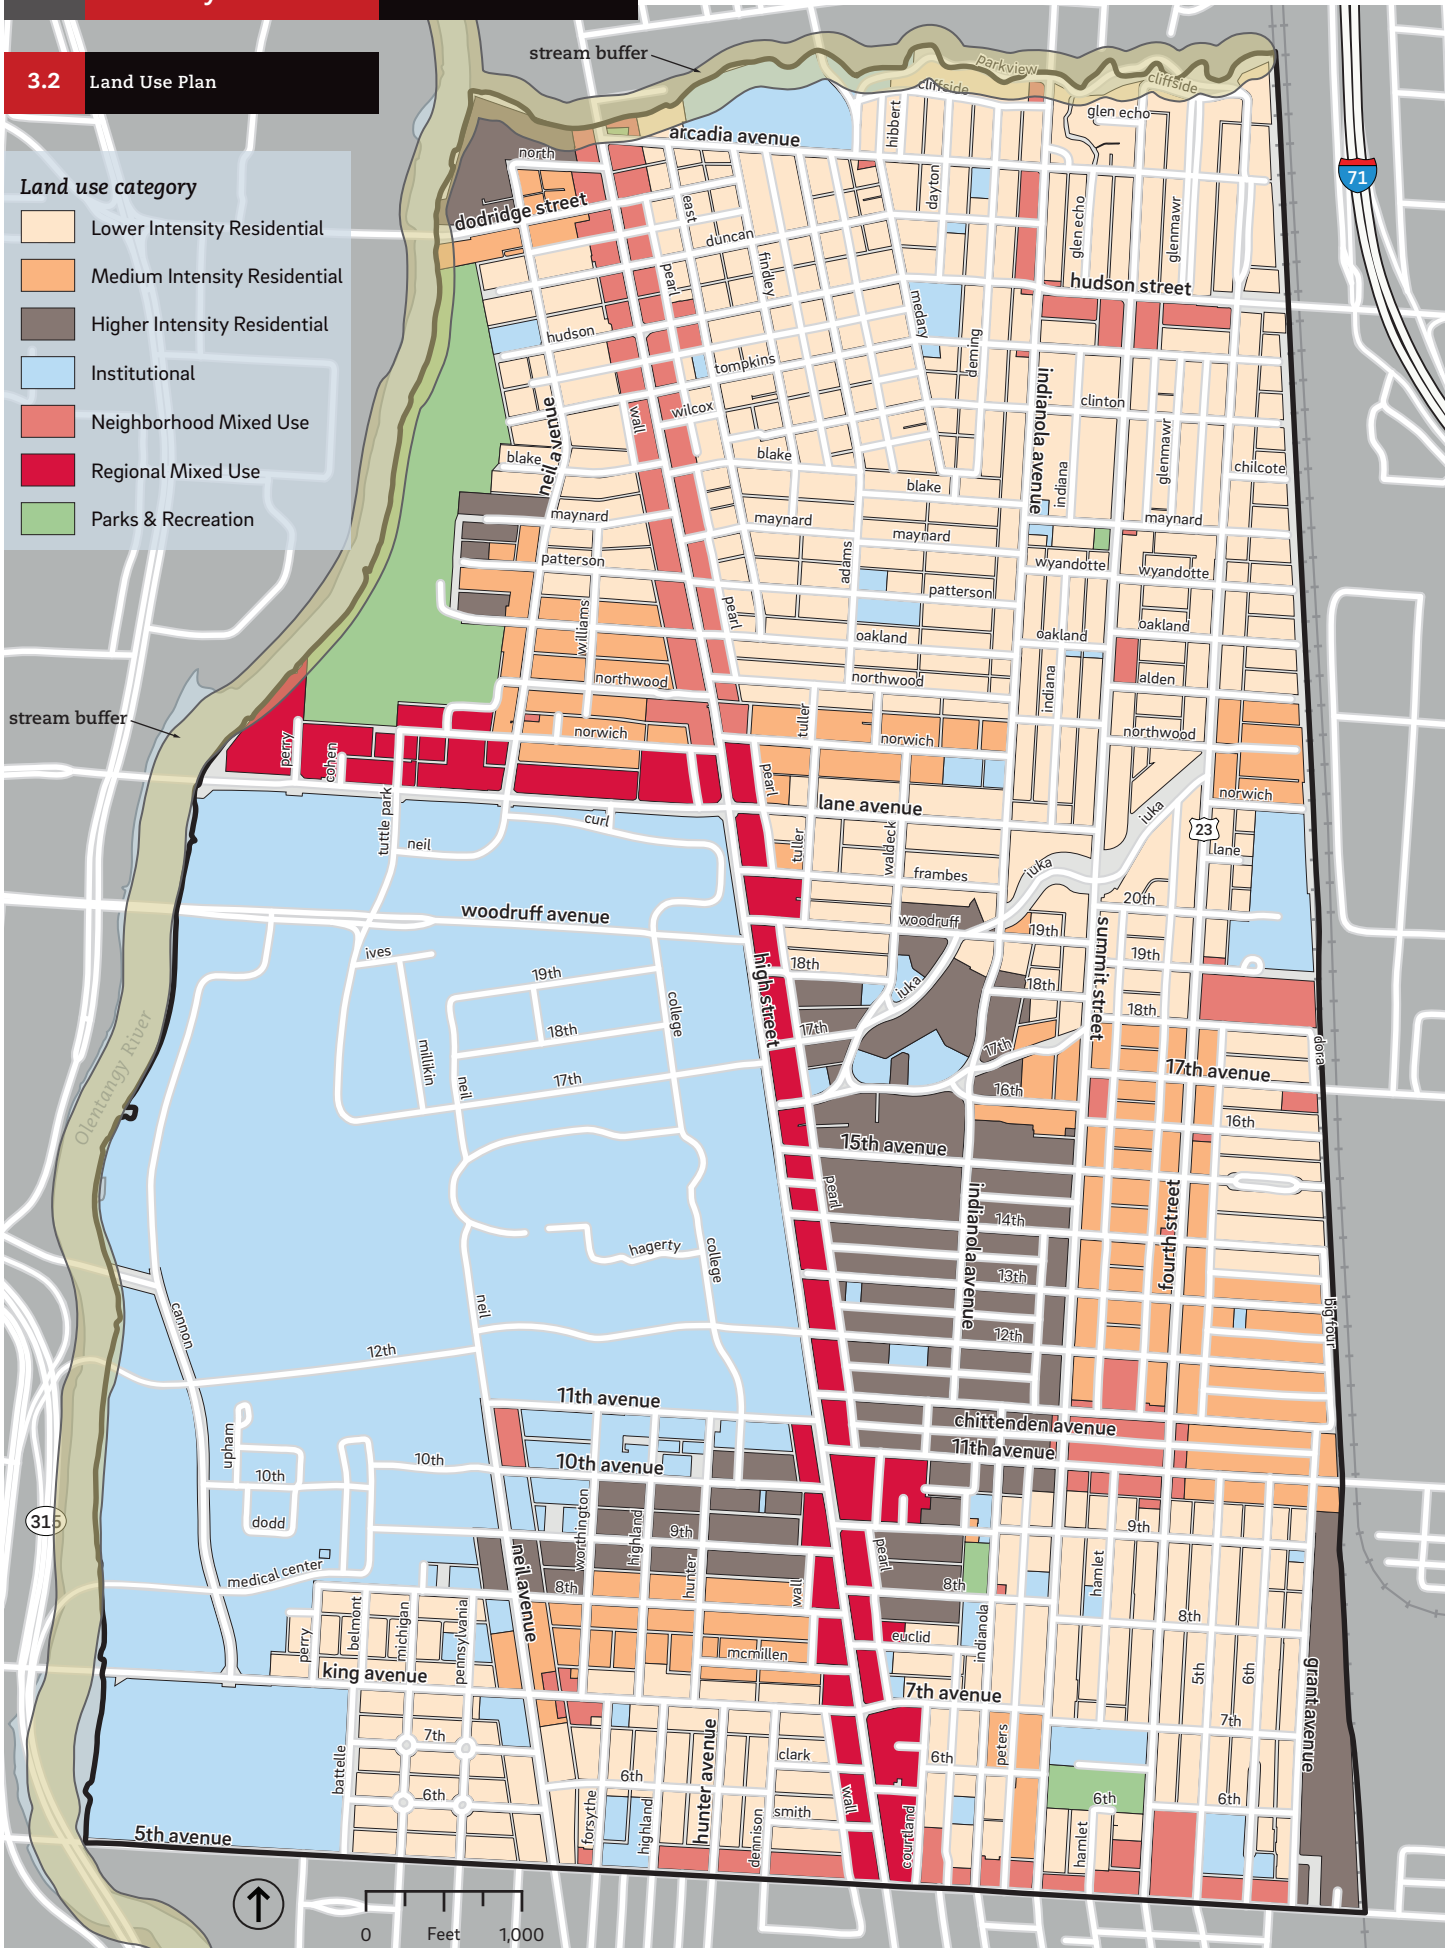 3.2
Land Use Plan
Land use category
Lower Intensity Residential
Medium Intensity Residential
Higher Intensity Residential
Institutional
Neighborhood Mixed Use
Regional Mixed Use
Parks & Recreation
stream buffer
parkview
cliffside
cliffside
71
glen echo
hibbert
arcadia avenue
north
dodridge street
east
dayton
glen echo
glenmawr
duncan
findley
pearl
hudson street
medary
hudson
deming
tompkins
indianola avenue
clinton
wilcox
wall
neil avenue
glenmawr
blake
blake
blake
indiana
chilcote
maynard
maynard
maynard
maynard
patterson
adams
wyandotte
wyandotte
patterson
williams
pearl
oakland
oakland
oakland
northwood
northwood
indiana
alden
stream buffer
tuller
norwich
norwich
northwood
perry
cohen
pearl
norwich
lane avenue
iuka
tuttle park
curl
23
neil
tuller
waldeck
lane
frambes
iuka
20th
woodruff avenue
woodruff
19th
summit street
ives
18th
19th
19th
high street
iuka
18th
college
18th
18th
17th
millikin
17th
dora
17th avenue
neil
17th
16th
16th
Olentangy River
15th avenue
pearl
indianola avenue
14th
fourth street
hagerty
college
13th
neil
cannon
12th
big four
12th
11th avenue
chittenden avenue
upham
11th avenue
10th
10th avenue
10th
315
dodd
worthington
highland
9th
9th
medical center
neil avenue
hunter
pearl
8th
wall
8th
hamlet
8th
perry
belmont
michigan
pennsylvania
euclid
indianola
mcmillen
king avenue
5th
6th
grant avenue
7th avenue
7th
7th
hunter avenue
clark
6th
peters
battelle
6th
6th
6th
6th
forsythe
highland
dennison
smith
wall
courtland
hamlet
5th avenue
0
Feet
1,000